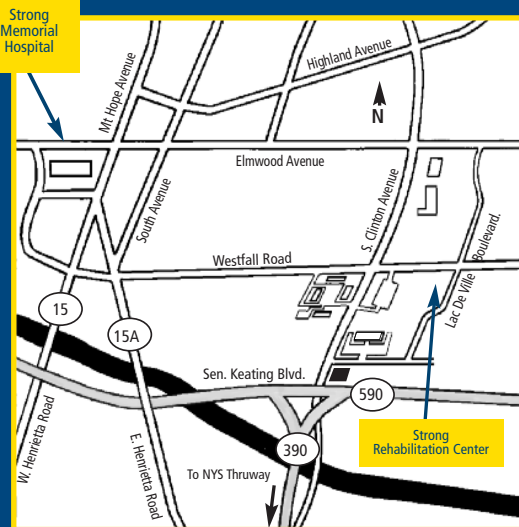 Strong
Memorial
Hospital
Mt Hope Avenue
Highland Avenue
N
Elmwood Avenue
South Avenue
S. Clinton Avenue
Westfall Road
Lac De Ville Boulevard.
15
15A
Sen. Keating Blvd.
590
W. Henrietta Road
E. Henrietta Road
390
Strong
Rehabilitation Center
To NYS Thruway